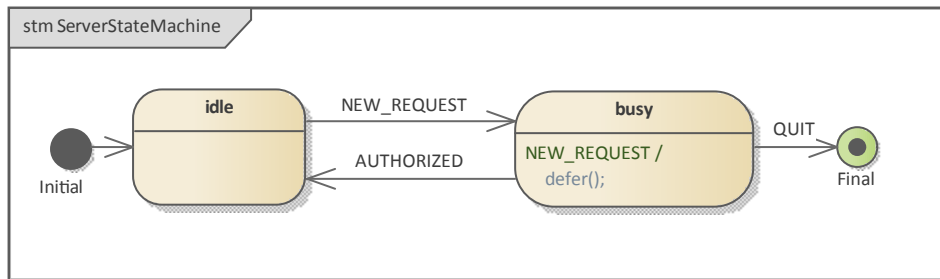 stm ServerStateMachine
idle
NEW_REQUEST
busy
AUTHORIZED
NEW_REQUEST /
defer();
QUIT
Initial
Final